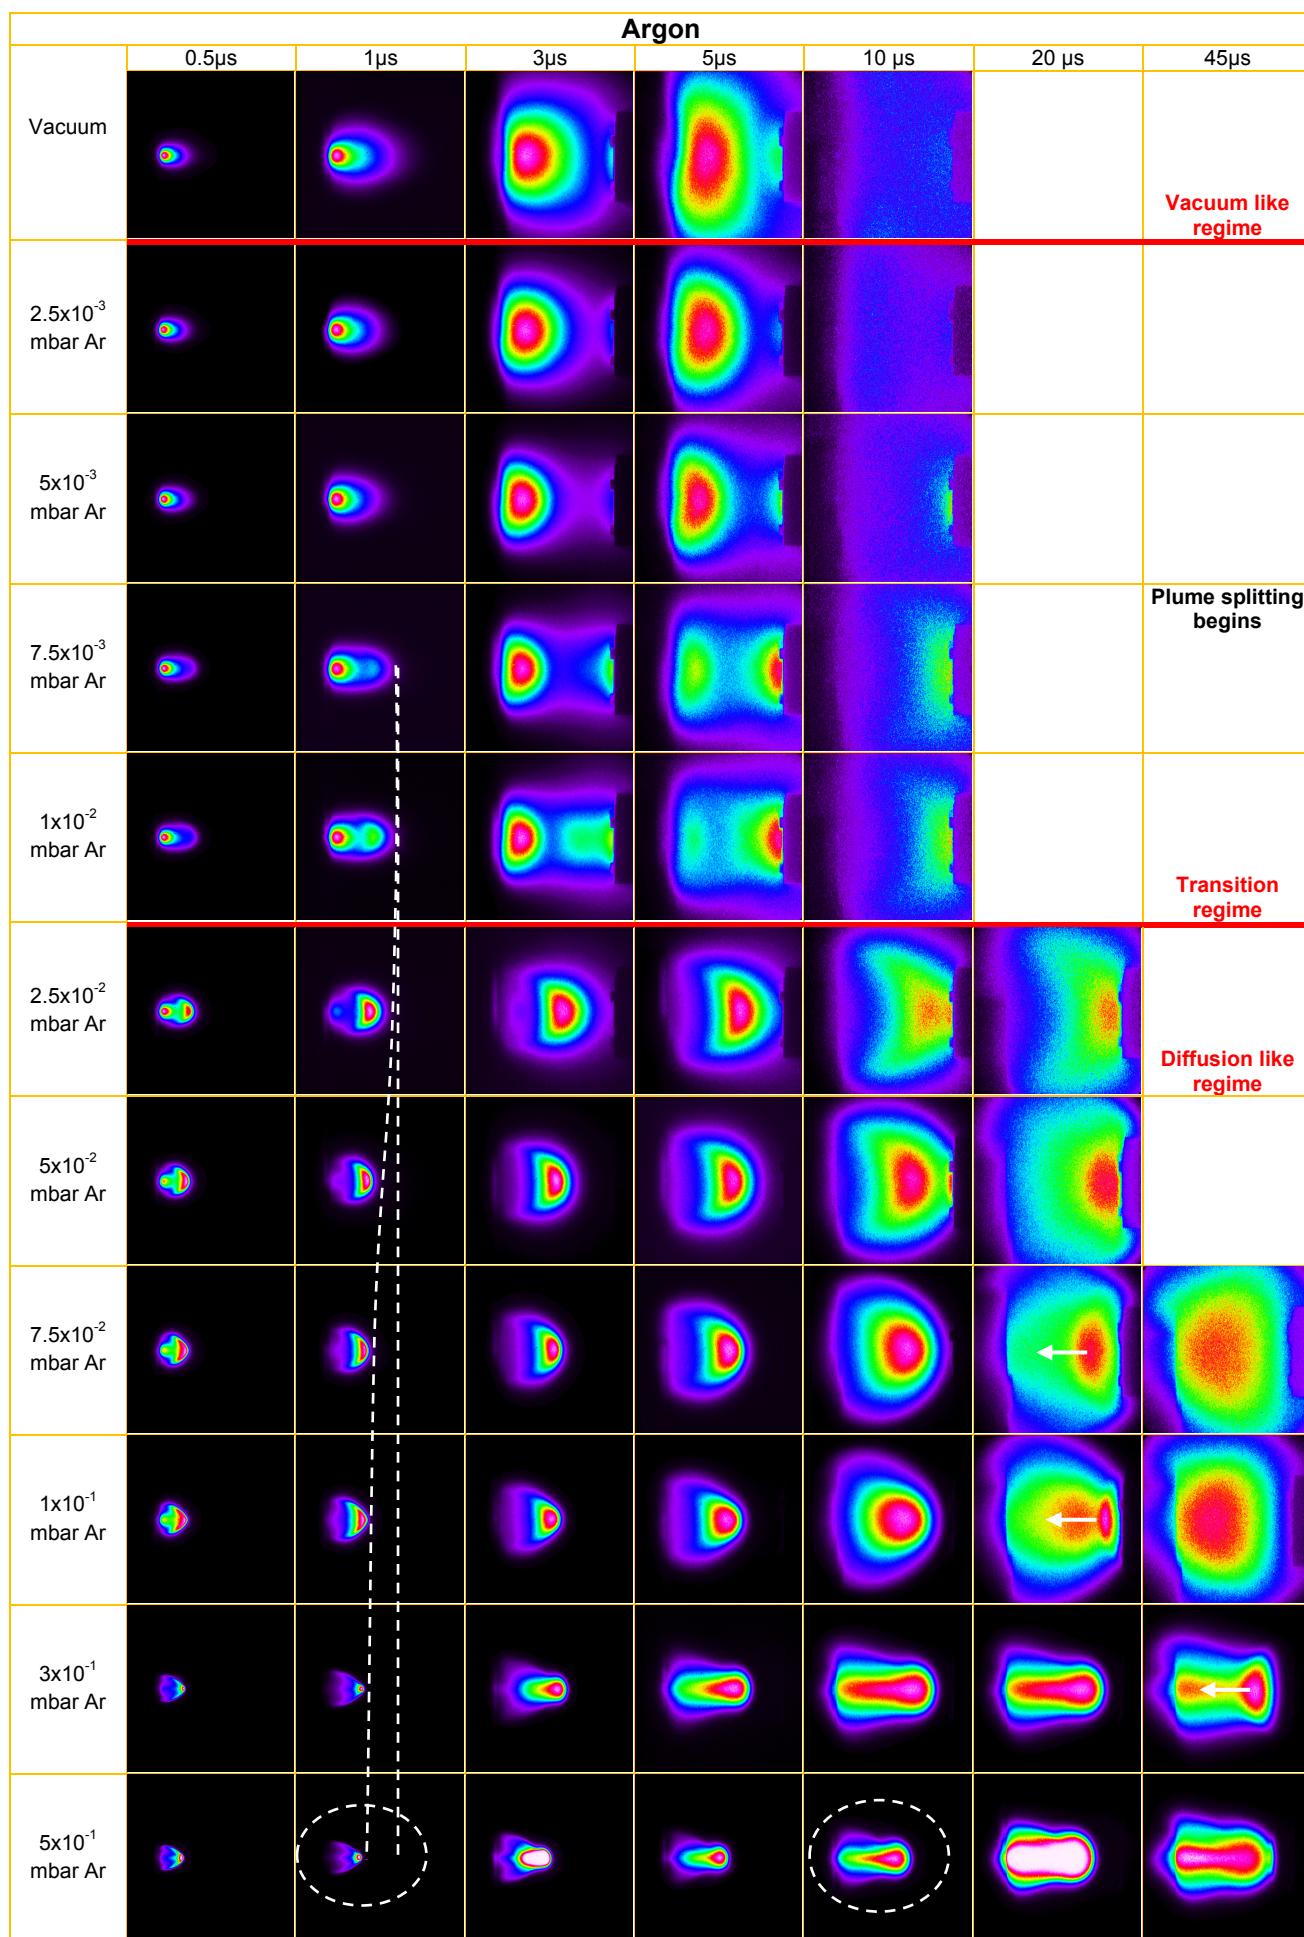 Argon
0.5µs 1µs 3µs 5µs 10 µs 20 µs 45µs
Vacuum
Vacuum like
regime
2.5x10⁻³
mbar Ar
5x10⁻³
mbar Ar
7.5x10⁻³
mbar Ar
Plume splitting
begins
1x10⁻²
mbar Ar
Transition
regime
2.5x10⁻²
mbar Ar
Diffusion like
regime
5x10⁻²
mbar Ar
7.5x10⁻²
mbar Ar
1x10⁻¹
mbar Ar
3x10⁻¹
mbar Ar
5x10⁻¹
mbar Ar